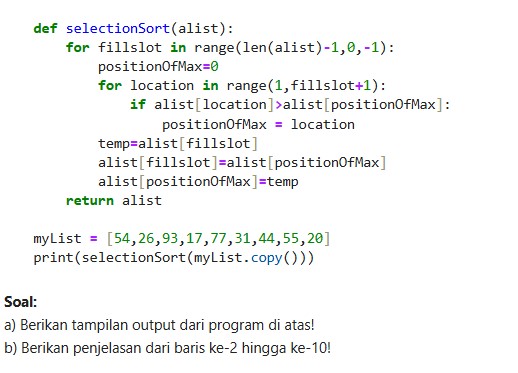 def selectionSort(alist):
    for fillslot in range(len(alist)-1,0,-1):
        positionOfMax=0
        for location in range(1,fillslot+1):
            if alist[location]>alist[positionOfMax]:
                positionOfMax = location
        temp=alist[fillslot]
        alist[fillslot]=alist[positionOfMax]
        alist[positionOfMax]=temp
    return alist

myList = [54,26,93,17,77,31,44,55,20]
print(selectionSort(myList.copy()))

Soal:
a) Berikan tampilan output dari program di atas!
b) Berikan penjelasan dari baris ke-2 hingga ke-10!